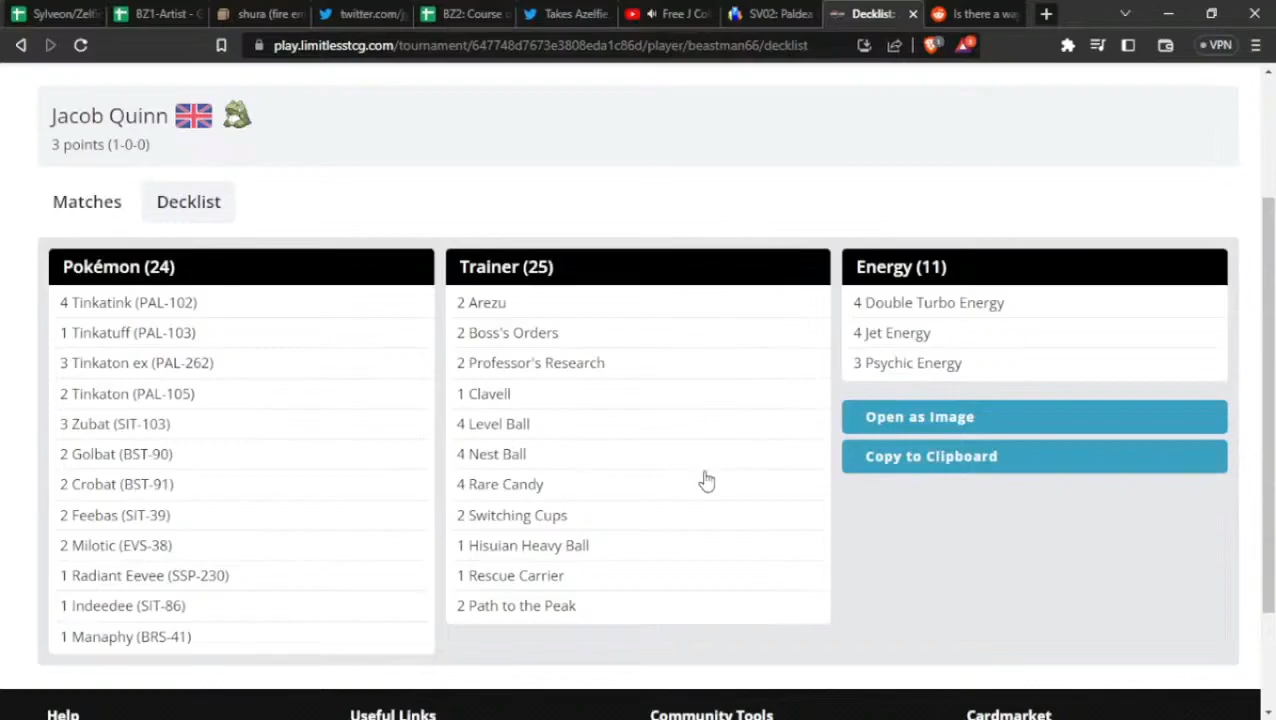 Sylveon/Zelfi
BZ1-Artist - G
shura (fire em
twitter.com/j
BZ2: Course o
Takes Azelfie
Free J Co
SV02: Paldea
Decklist:
Is there a way
play.limitlesstcg.com/tournament/647748d7673e3808eda1c86d/player/beastman66/decklist
VPN
Jacob Quinn
3 points (1-0-0)
Matches
Decklist
Pokémon (24)
4 Tinkatink (PAL-102)
1 Tinkatuff (PAL-103)
3 Tinkaton ex (PAL-262)
2 Tinkaton (PAL-105)
3 Zubat (SIT-103)
2 Golbat (BST-90)
2 Crobat (BST-91)
2 Feebas (SIT-39)
2 Milotic (EVS-38)
1 Radiant Eevee (SSP-230)
1 Indeedee (SIT-86)
1 Manaphy (BRS-41)
Trainer (25)
2 Arezu
2 Boss's Orders
2 Professor's Research
1 Clavell
4 Level Ball
4 Nest Ball
4 Rare Candy
2 Switching Cups
1 Hisuian Heavy Ball
1 Rescue Carrier
2 Path to the Peak
Energy (11)
4 Double Turbo Energy
4 Jet Energy
3 Psychic Energy
Open as Image
Copy to Clipboard
Help
Useful Links
Community Tools
Cardmarket